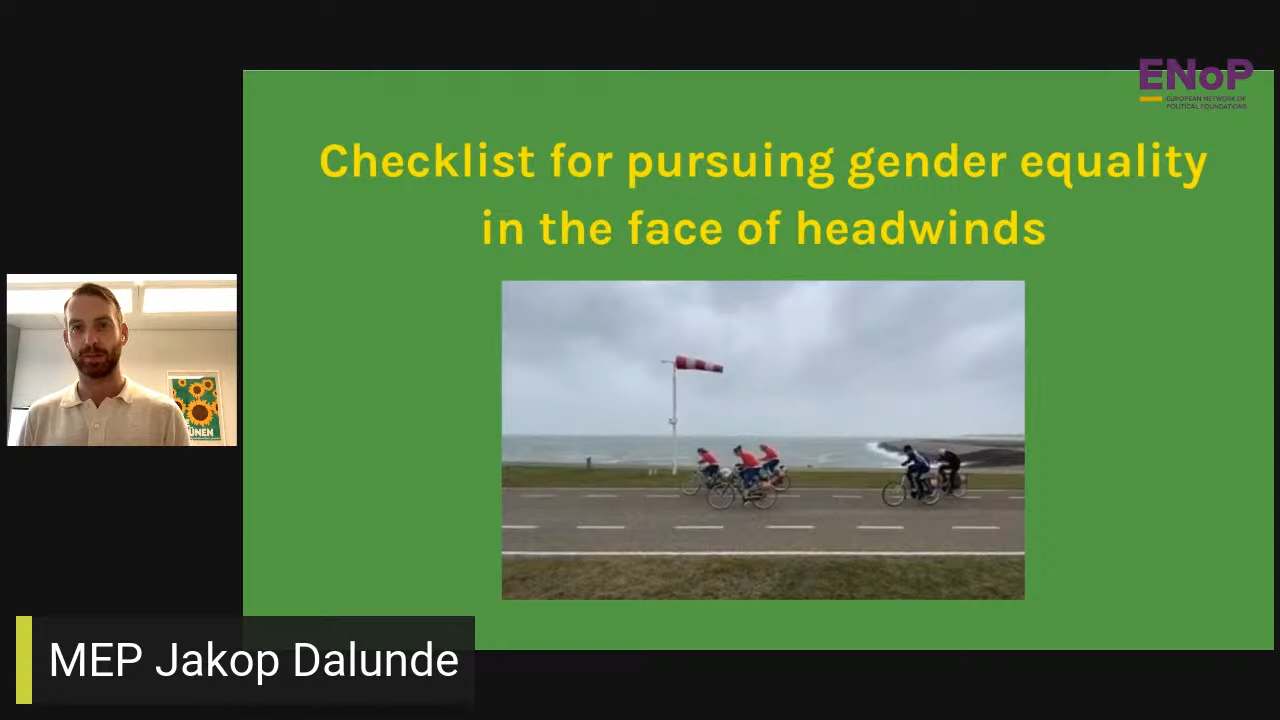 ENoP
EUROPEAN NETWORK OF
POLITICAL FOUNDATIONS
Checklist for pursuing gender equality
in the face of headwinds
MEP Jakop Dalunde